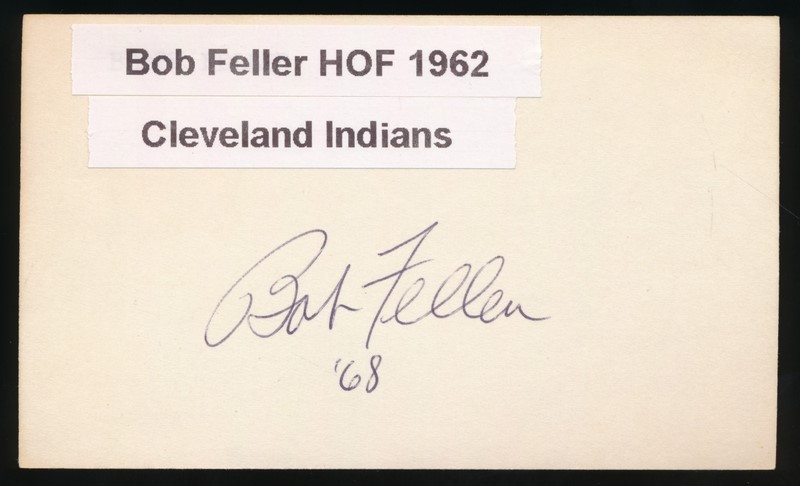 Bob Feller HOF 1962
Cleveland Indians
Bob Feller
'68